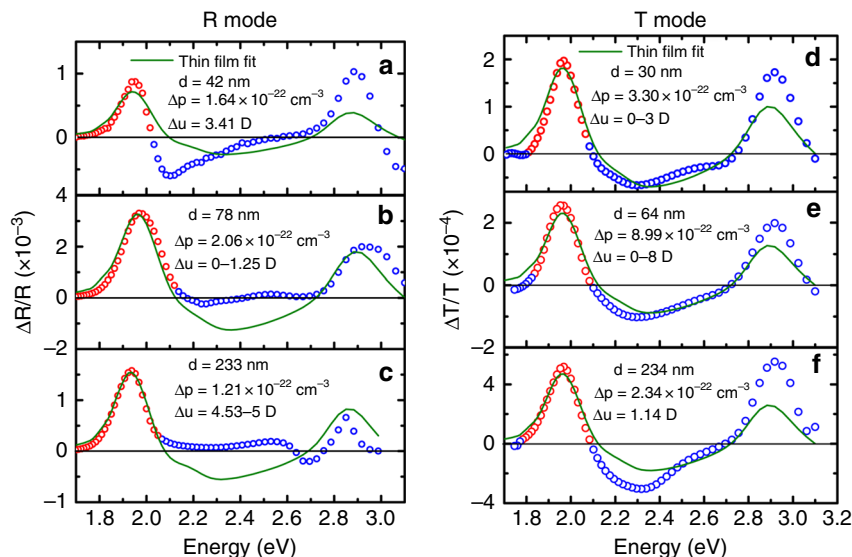 R mode
T mode
ΔR/R (×10−3)
1
0
a
Thin film fit
d = 42 nm
Δp = 1.64 × 10−22 cm−3
Δu = 3.41 D
4
2
0
−2
b
d = 78 nm
Δp = 2.06 × 10−22 cm−3
Δu = 0–1.25 D
1
0
−1
c
d = 233 nm
Δp = 1.21 × 10−22 cm−3
Δu = 4.53–5 D
1.8 2.0 2.2 2.4 2.6 2.8 3.0
Energy (eV)
ΔT/T (×10−4)
2
1
0
d
Thin film fit
d = 30 nm
Δp = 3.30 × 10−22 cm−3
Δu = 0–3 D
2
0
−2
e
d = 64 nm
Δp = 8.99 × 10−22 cm−3
Δu = 0–8 D
4
0
−4
f
d = 234 nm
Δp = 2.34 × 10−22 cm−3
Δu = 1.14 D
1.8 2.0 2.2 2.4 2.6 2.8 3.0 3.2
Energy (eV)